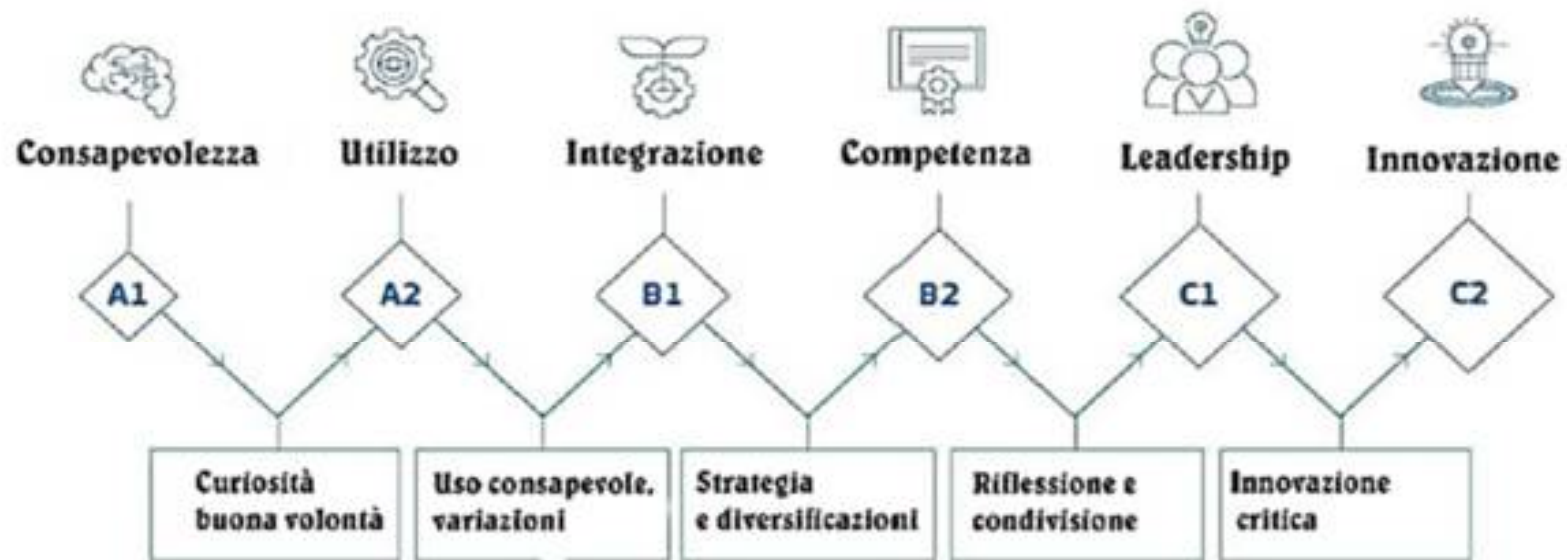 Consapevolezza
Utilizzo
Integrazione
Competenza
Leadership
Innovazione
A1
A2
B1
B2
C1
C2
Curiosità
buona volontà
Uso consapevole.
variazioni
Strategia
e diversificazioni
Riflessione e
condivisione
Innovazione
critica